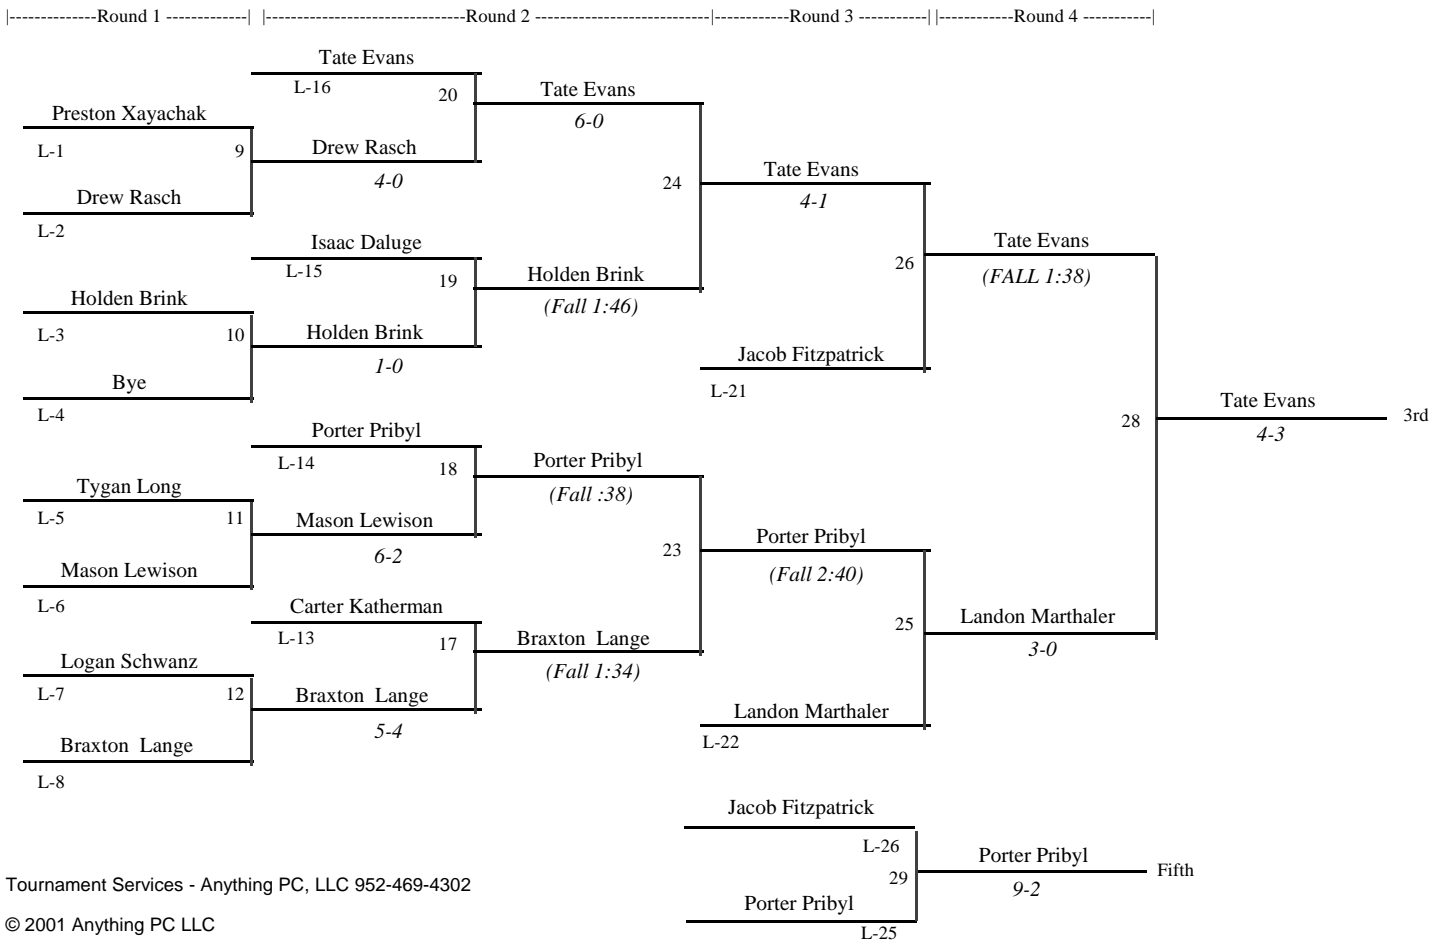 |--------------Round 1 -------------| |--------------------------------Round 2 ----------------------------|------------Round 3 -----------| |------------Round 4 -----------|
Tate Evans
L-16
20
Tate Evans
6-0
Preston Xayachak
L-1
9
Drew Rasch
4-0
Drew Rasch
L-2
24
Tate Evans
4-1
Isaac Daluge
L-15
19
Holden Brink
(Fall 1:46)
Holden Brink
L-3
10
Holden Brink
1-0
Bye
L-4
26
Tate Evans
(FALL 1:38)
Jacob Fitzpatrick
L-21
28
Tate Evans
4-3
3rd
Porter Pribyl
L-14
18
Porter Pribyl
(Fall :38)
Tygan Long
L-5
11
Mason Lewison
6-2
Mason Lewison
L-6
23
Porter Pribyl
(Fall 2:40)
Carter Katherman
L-13
17
Braxton  Lange
(Fall 1:34)
25
Landon Marthaler
3-0
Logan Schwanz
L-7
12
Braxton  Lange
5-4
Braxton  Lange
L-8
Landon Marthaler
L-22
Jacob Fitzpatrick
L-26
29
Porter Pribyl
9-2
Fifth
Porter Pribyl
L-25
Tournament Services - Anything PC, LLC 952-469-4302
© 2001 Anything PC LLC